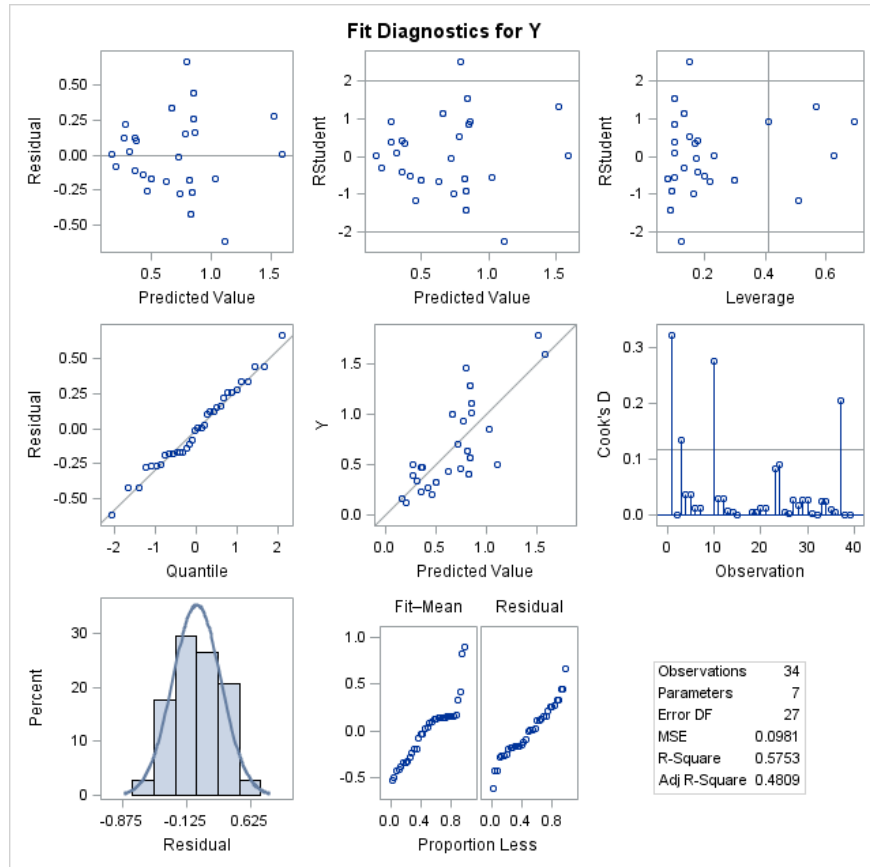 Fit Diagnostics for Y
Residual
0.50
0.25
0.00
-0.25
-0.50
0.5 1.0 1.5
Predicted Value
RStudent
2
1
0
-1
-2
0.5 1.0 1.5
Predicted Value
RStudent
2
1
0
-1
-2
0.2 0.4 0.6
Leverage
Residual
0.50
0.25
0.00
-0.25
-0.50
-2 -1 0 1 2
Quantile
Y
1.5
1.0
0.5
0.0
0.0 0.5 1.0 1.5
Predicted Value
Cook's D
0.3
0.2
0.1
0.0
0 10 20 30 40
Observation
Percent
30
20
10
0
-0.875 -0.125 0.625
Residual
Fit–Mean Residual
1.0
0.5
0.0
-0.5
0.0 0.4 0.8 0.0 0.4 0.8
Proportion Less
Observations 34
Parameters 7
Error DF 27
MSE 0.0981
R-Square 0.5753
Adj R-Square 0.4809